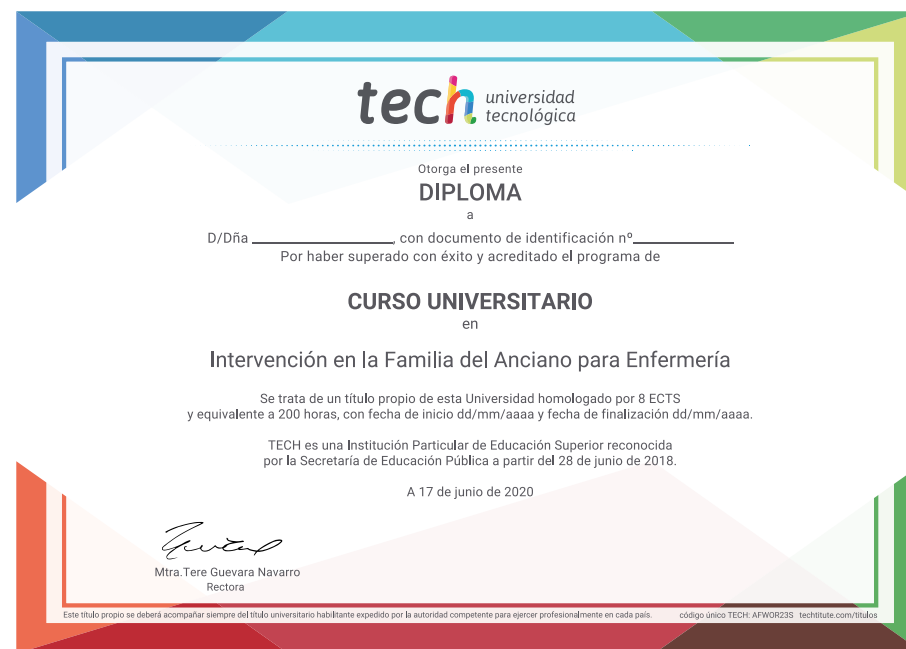 tech universidad
tecnológica
Otorga el presente
DIPLOMA
a
D/Dña ____________________, con documento de identificación nº______________
Por haber superado con éxito y acreditado el programa de
CURSO UNIVERSITARIO
en
Intervención en la Familia del Anciano para Enfermería
Se trata de un título propio de esta Universidad homologado por 8 ECTS
y equivalente a 200 horas, con fecha de inicio dd/mm/aaaa y fecha de finalización dd/mm/aaaa.
TECH es una Institución Particular de Educación Superior reconocida
por la Secretaría de Educación Pública a partir del 28 de junio de 2018.
A 17 de junio de 2020
Mtra.Tere Guevara Navarro
Rectora
Este título propio se deberá acompañar siempre del título universitario habilitante expedido por la autoridad competente para ejercer profesionalmente en cada país. código único TECH: AFWOR23S techtitute.com/titulos